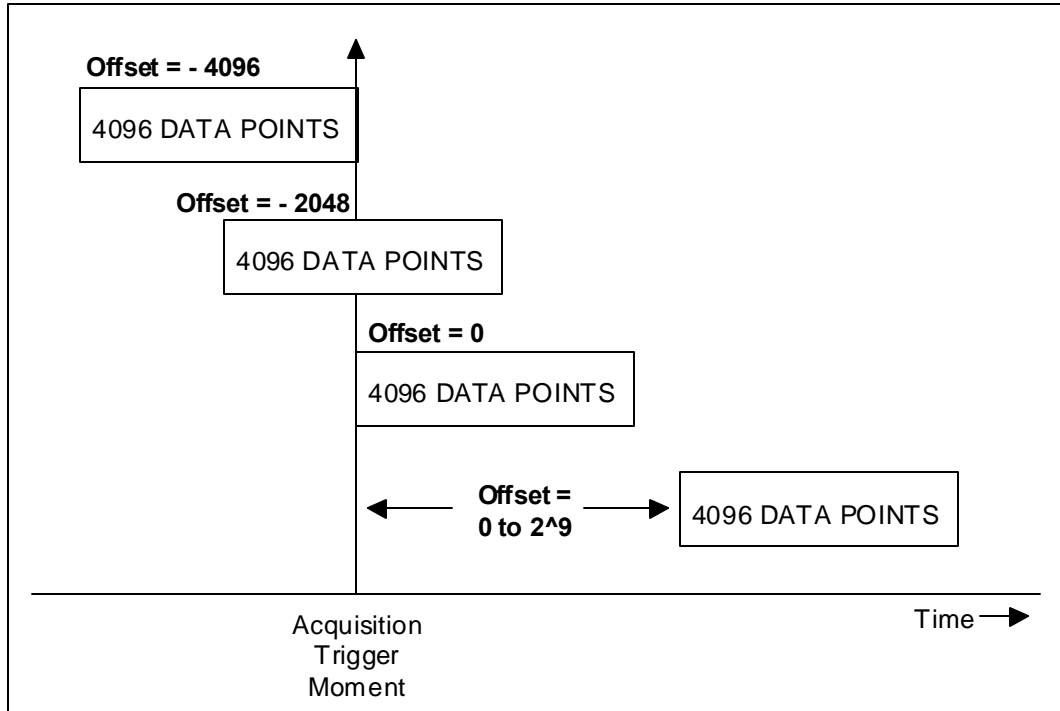 Offset = - 4096
4096 DATA POINTS
Offset = - 2048
4096 DATA POINTS
Offset = 0
4096 DATA POINTS
Offset =
0 to 2^9
4096 DATA POINTS
Time
Acquisition
Trigger
Moment